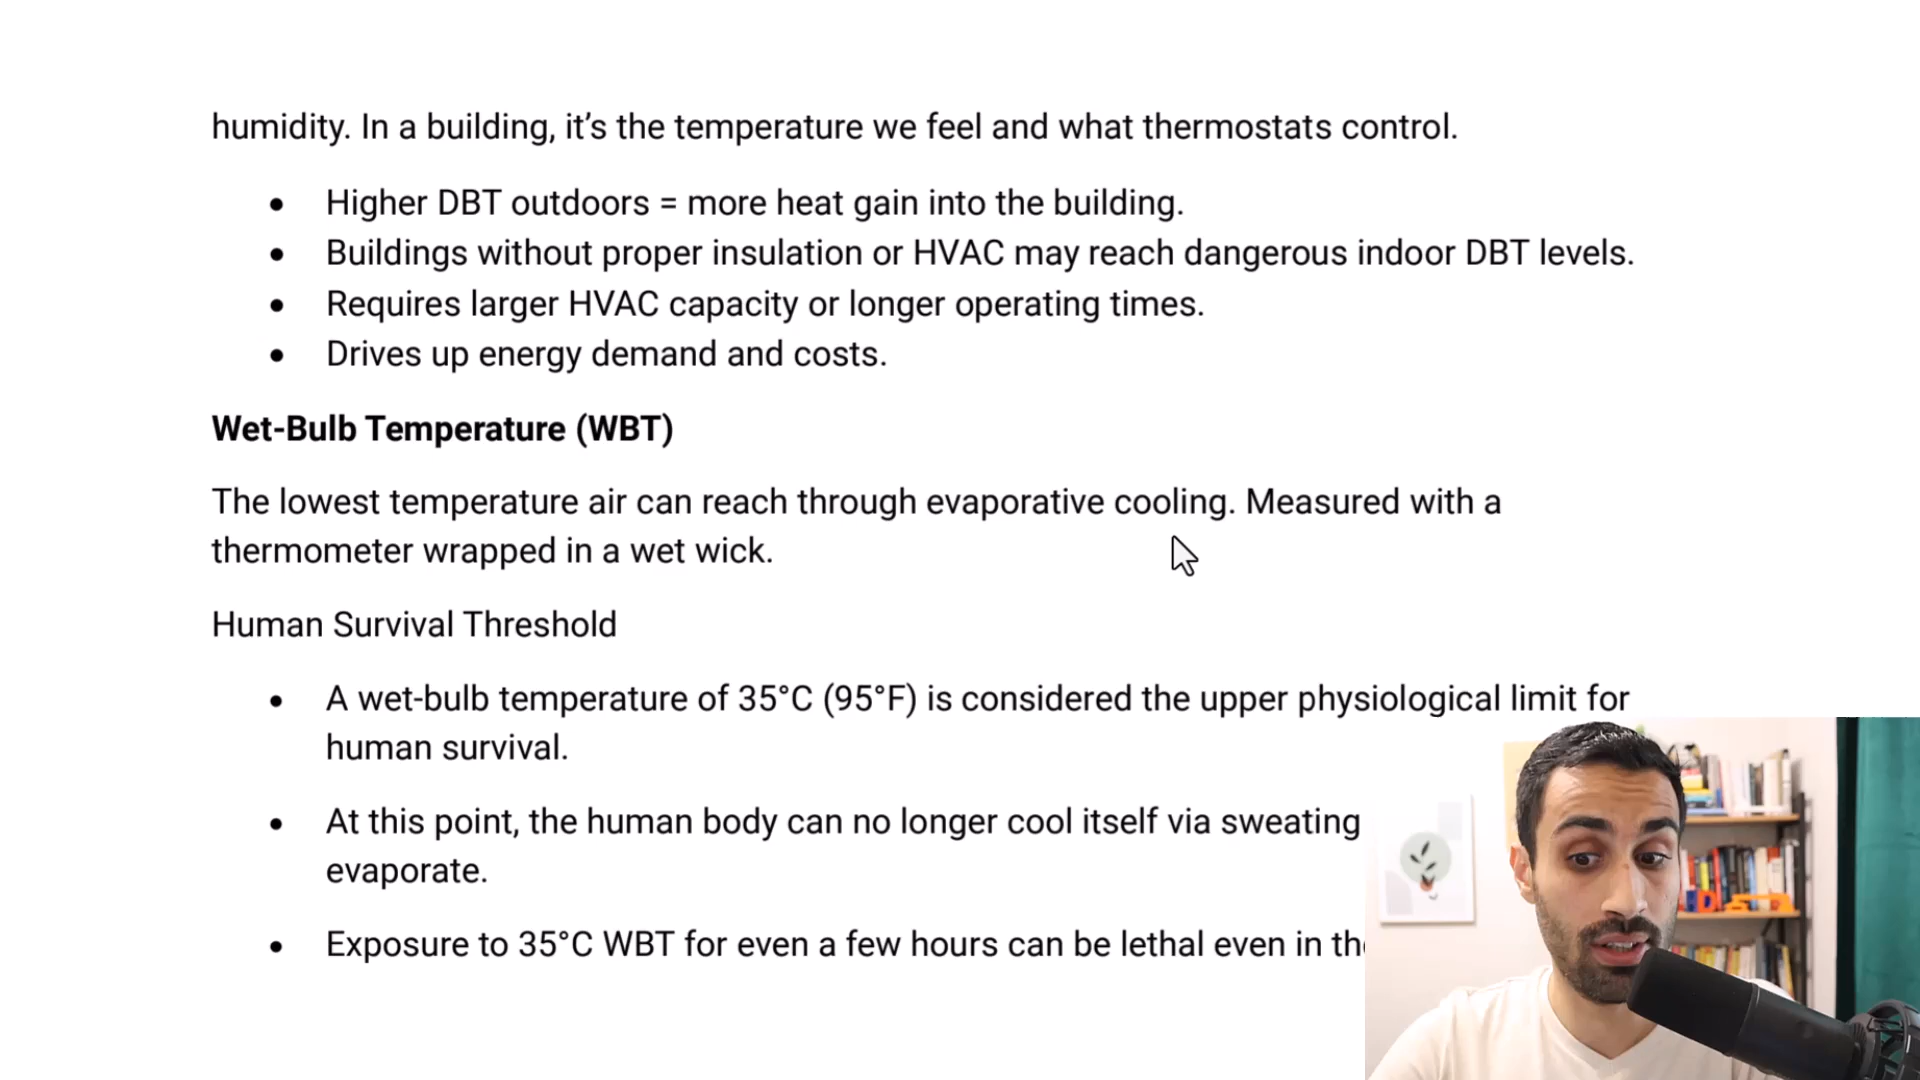 humidity. In a building, it’s the temperature we feel and what thermostats control.
• Higher DBT outdoors = more heat gain into the building.
• Buildings without proper insulation or HVAC may reach dangerous indoor DBT levels.
• Requires larger HVAC capacity or longer operating times.
• Drives up energy demand and costs.
Wet-Bulb Temperature (WBT)
The lowest temperature air can reach through evaporative cooling. Measured with a
thermometer wrapped in a wet wick.
Human Survival Threshold
• A wet-bulb temperature of 35°C (95°F) is considered the upper physiological limit for
human survival.
• At this point, the human body can no longer cool itself via sweating
evaporate.
• Exposure to 35°C WBT for even a few hours can be lethal even in